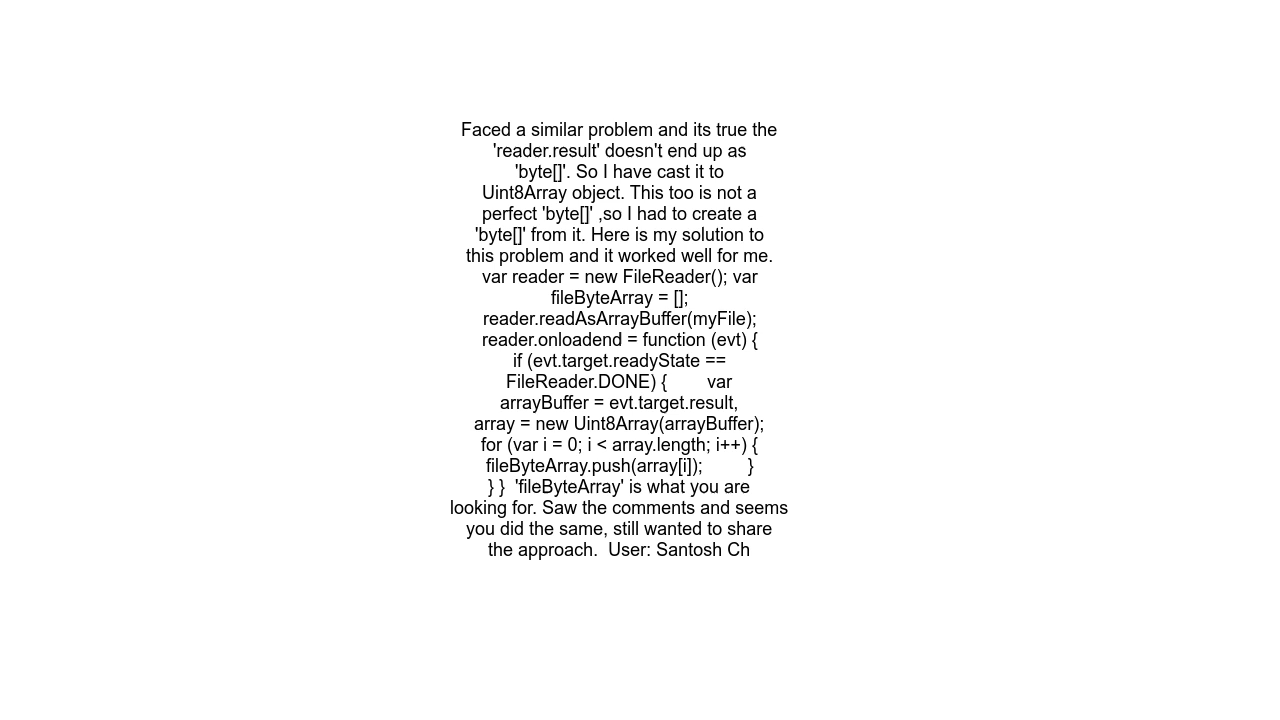 Faced a similar problem and its true the
'reader.result' doesn't end up as
'byte[]'. So I have cast it to
Uint8Array object. This too is not a
perfect 'byte[]' ,so I had to create a
'byte[]' from it. Here is my solution to
this problem and it worked well for me.
var reader = new FileReader(); var
fileByteArray = [];
reader.readAsArrayBuffer(myFile);
reader.onloadend = function (evt) {
if (evt.target.readyState ==
FileReader.DONE) {        var
arrayBuffer = evt.target.result,
array = new Uint8Array(arrayBuffer);
for (var i = 0; i < array.length; i++) {
fileByteArray.push(array[i]);         }
} }  'fileByteArray' is what you are
looking for. Saw the comments and seems
you did the same, still wanted to share
the approach.  User: Santosh Ch